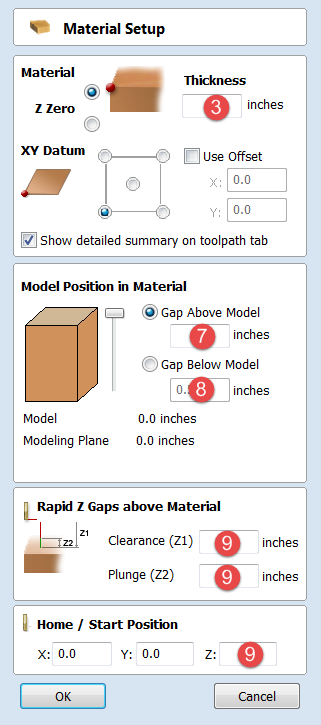 Material Setup
Material
Thickness
3 inches
Z Zero
XY Datum
Use Offset
X: 0.0
Y: 0.0
Show detailed summary on toolpath tab
Model Position in Material
Gap Above Model
7 inches
Gap Below Model
8 inches
Model 0.0 inches
Modeling Plane 0.0 inches
Rapid Z Gaps above Material
Z1
Z2
Clearance (Z1) 9 inches
Plunge (Z2) 9 inches
Home / Start Position
X: 0.0 Y: 0.0 Z: 9
OK Cancel